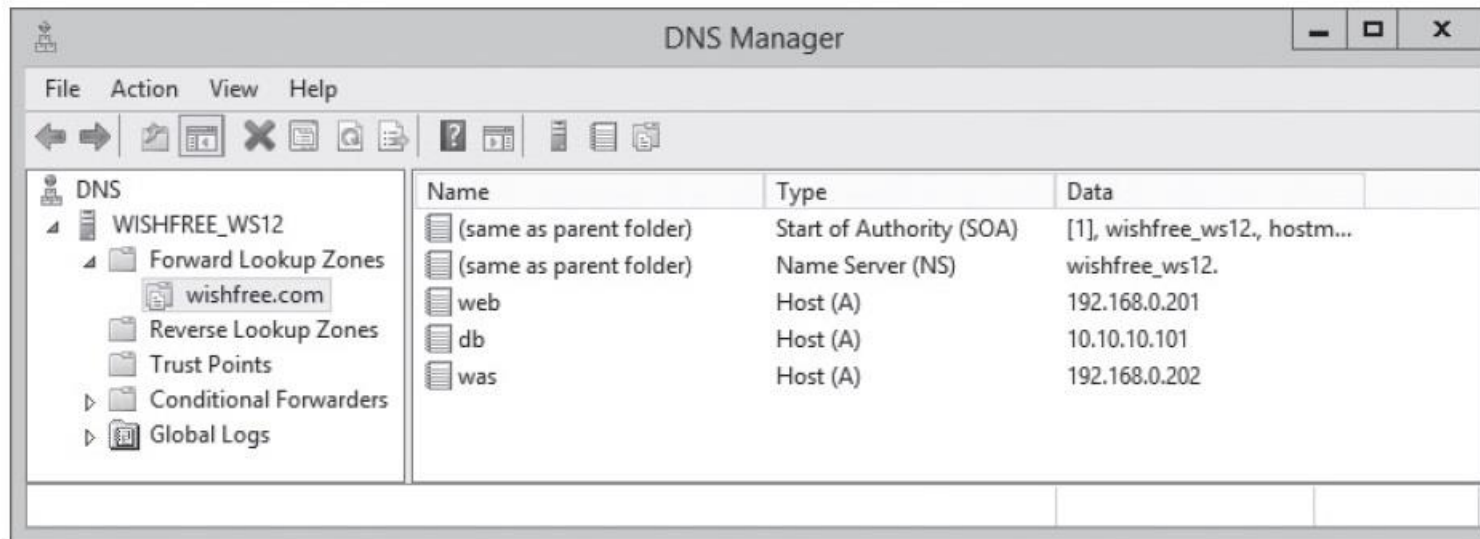 DNS Manager
File Action View Help
DNS
WISHFREE_WS12
Forward Lookup Zones
wishfree.com
Reverse Lookup Zones
Trust Points
Conditional Forwarders
Global Logs
Name Type Data
(same as parent folder) Start of Authority (SOA) [1], wishfree_ws12., hostm...
(same as parent folder) Name Server (NS) wishfree_ws12.
web Host (A) 192.168.0.201
db Host (A) 10.10.10.101
was Host (A) 192.168.0.202